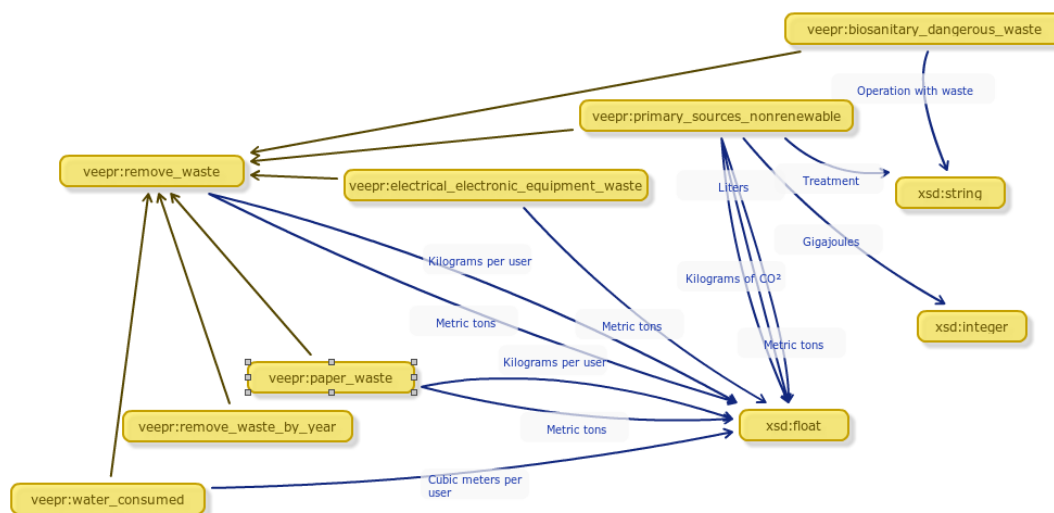 veepr:biosanitary_dangerous_waste
Operation with waste
veepr:primary_sources_nonrenewable
veepr:remove_waste
veepr:electrical_electronic_equipment_waste
Liters
Treatment
xsd:string
Gigajoules
Kilograms per user
Kilograms of CO²
Metric tons
Metric tons
xsd:integer
Metric tons
Kilograms per user
veepr:paper_waste
veepr:remove_waste_by_year
Metric tons
xsd:float
Cubic meters per
user
veepr:water_consumed